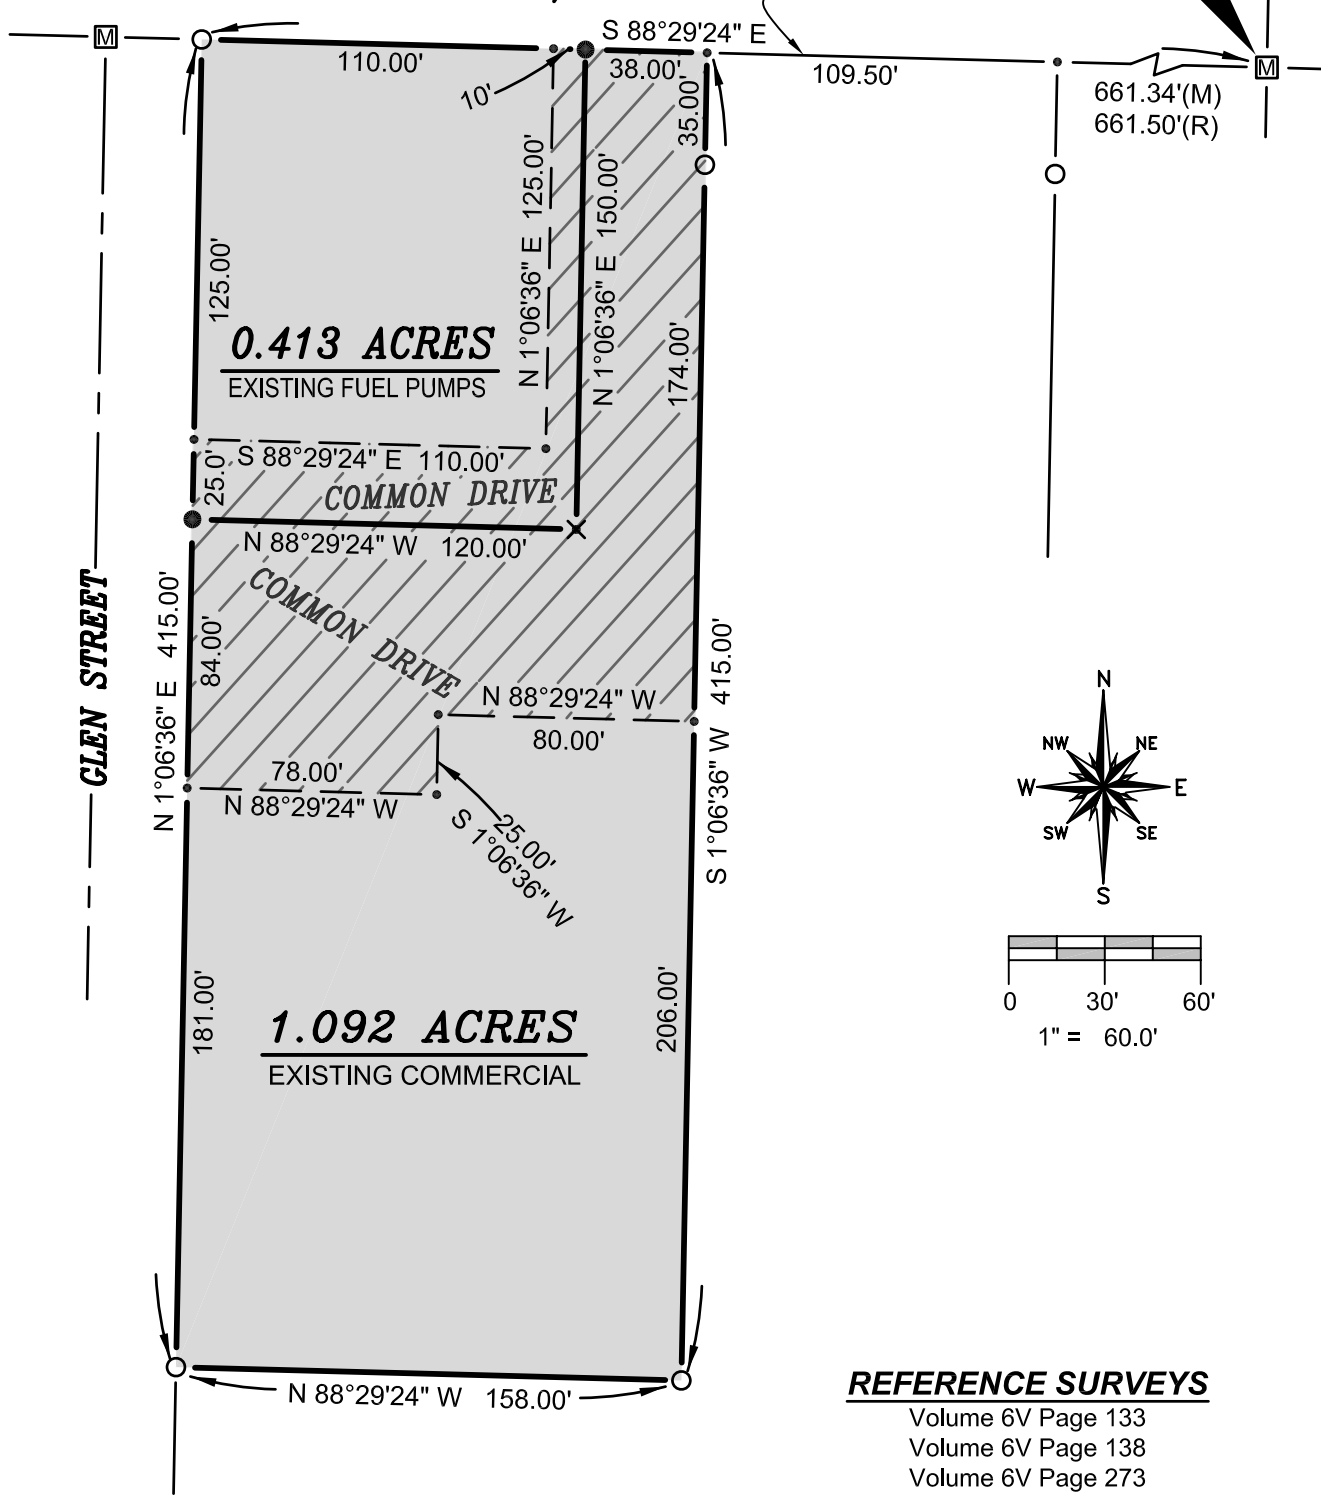 M
S 88°29'24" E
110.00'
38.00'
109.50'
M
10'
35.00'
661.34'(M)
661.50'(R)
N 1°06'36" E 125.00'
N 1°06'36" E 150.00'
125.00'
0.413 ACRES
EXISTING FUEL PUMPS
174.00'
S 88°29'24" E 110.00'
25.0'
COMMON DRIVE
N 88°29'24" W 120.00'
COMMON DRIVE
GLEN STREET
N 1°06'36" E 415.00'
84.00'
N 88°29'24" W
80.00'
S 1°06'36" W 415.00'
78.00'
N 88°29'24" W
25.00'
S 1°06'36" W
N
NW
NE
W
E
SW
SE
S
0 30' 60'
1" = 60.0'
181.00'
206.00'
1.092 ACRES
EXISTING COMMERCIAL
N 88°29'24" W 158.00'
REFERENCE SURVEYS
Volume 6V Page 133
Volume 6V Page 138
Volume 6V Page 273